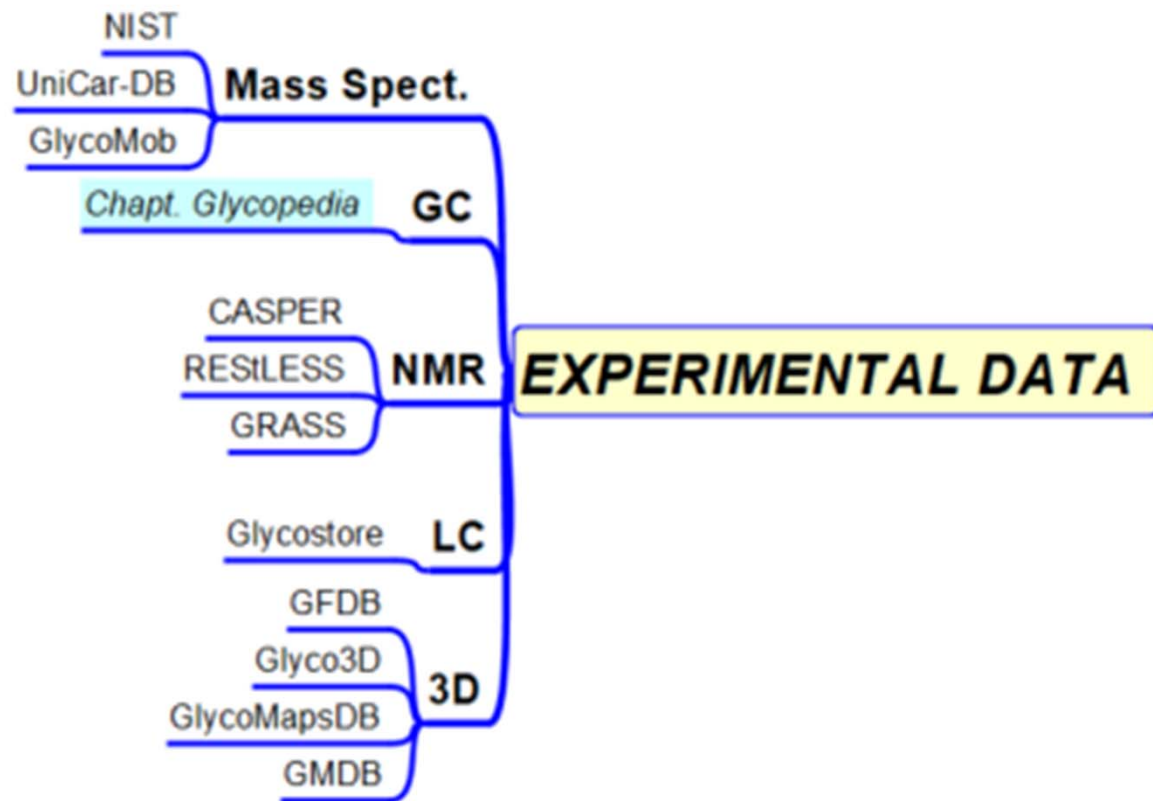 NIST
UniCar-DB
Mass Spect.
GlycoMob
Chapt. Glycopedia
GC
CASPER
REStLESS
NMR
GRASS
EXPERIMENTAL DATA
Glycostore
LC
GFDB
Glyco3D
3D
GlycoMapsDB
GMDB